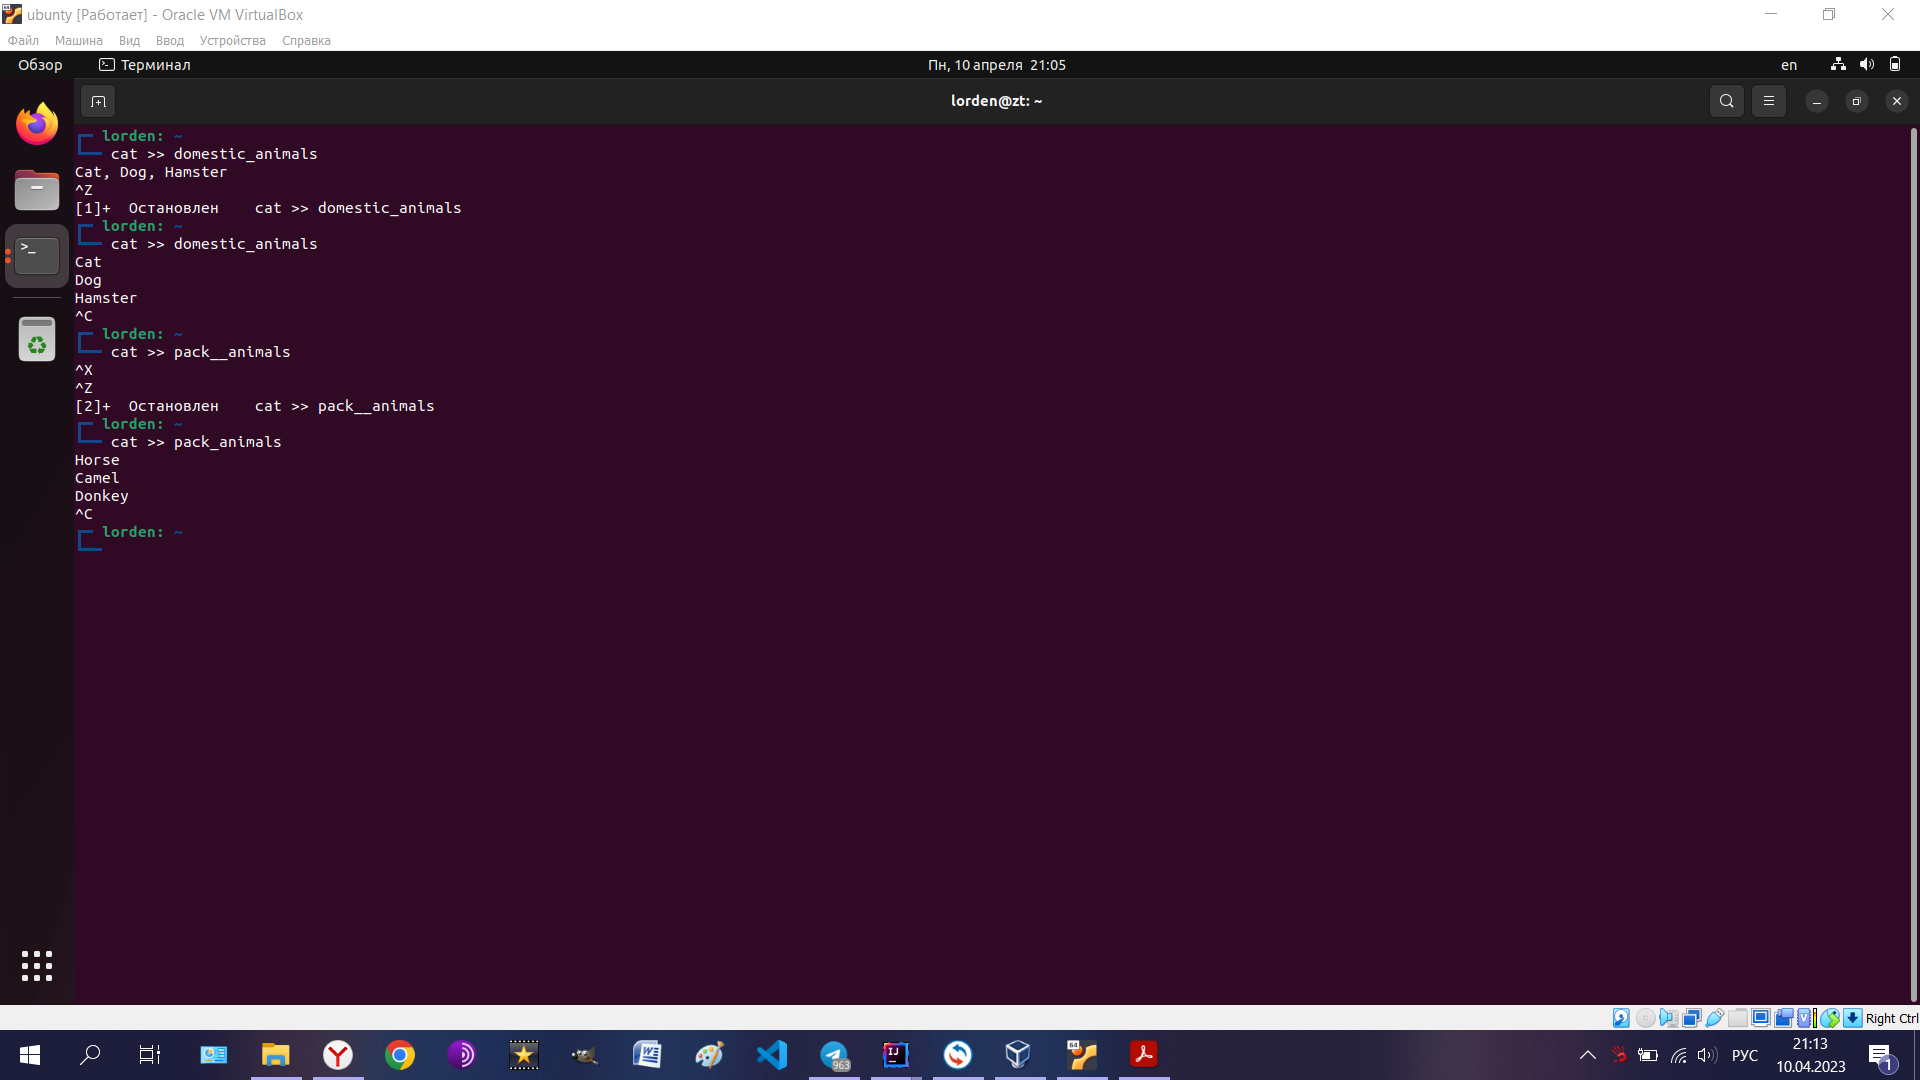 ubunty [Работает] - Oracle VM VirtualBox
Файл Машина Вид Ввод Устройства Справка
Обзор Терминал Пн, 10 апреля 21:05 en
lorden@zt: ~
lorden: ~
cat >> domestic_animals
Cat, Dog, Hamster
^Z
[1]+ Остановлен cat >> domestic_animals
lorden: ~
cat >> domestic_animals
Cat
Dog
Hamster
^C
lorden: ~
cat >> pack__animals
^X
^Z
[2]+ Остановлен cat >> pack__animals
lorden: ~
cat >> pack_animals
Horse
Camel
Donkey
^C
lorden: ~
Right Ctrl
963
64
РУС
21:13
10.04.2023
1